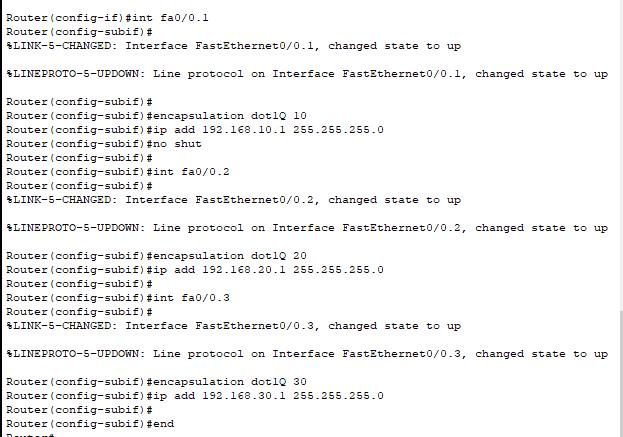 Router(config-if)#int fa0/0.1
Router(config-subif)#
%LINK-5-CHANGED: Interface FastEthernet0/0.1, changed state to up
%LINEPROTO-5-UPDOWN: Line protocol on Interface FastEthernet0/0.1, changed state to up
Router(config-subif)#
Router(config-subif)#encapsulation dot1Q 10
Router(config-subif)#ip add 192.168.10.1 255.255.255.0
Router(config-subif)#no shut
Router(config-subif)#
Router(config-subif)#int fa0/0.2
Router(config-subif)#
%LINK-5-CHANGED: Interface FastEthernet0/0.2, changed state to up
%LINEPROTO-5-UPDOWN: Line protocol on Interface FastEthernet0/0.2, changed state to up
Router(config-subif)#encapsulation dot1Q 20
Router(config-subif)#ip add 192.168.20.1 255.255.255.0
Router(config-subif)#
Router(config-subif)#int fa0/0.3
Router(config-subif)#
%LINK-5-CHANGED: Interface FastEthernet0/0.3, changed state to up
%LINEPROTO-5-UPDOWN: Line protocol on Interface FastEthernet0/0.3, changed state to up
Router(config-subif)#encapsulation dot1Q 30
Router(config-subif)#ip add 192.168.30.1 255.255.255.0
Router(config-subif)#
Router(config-subif)#end
Router#